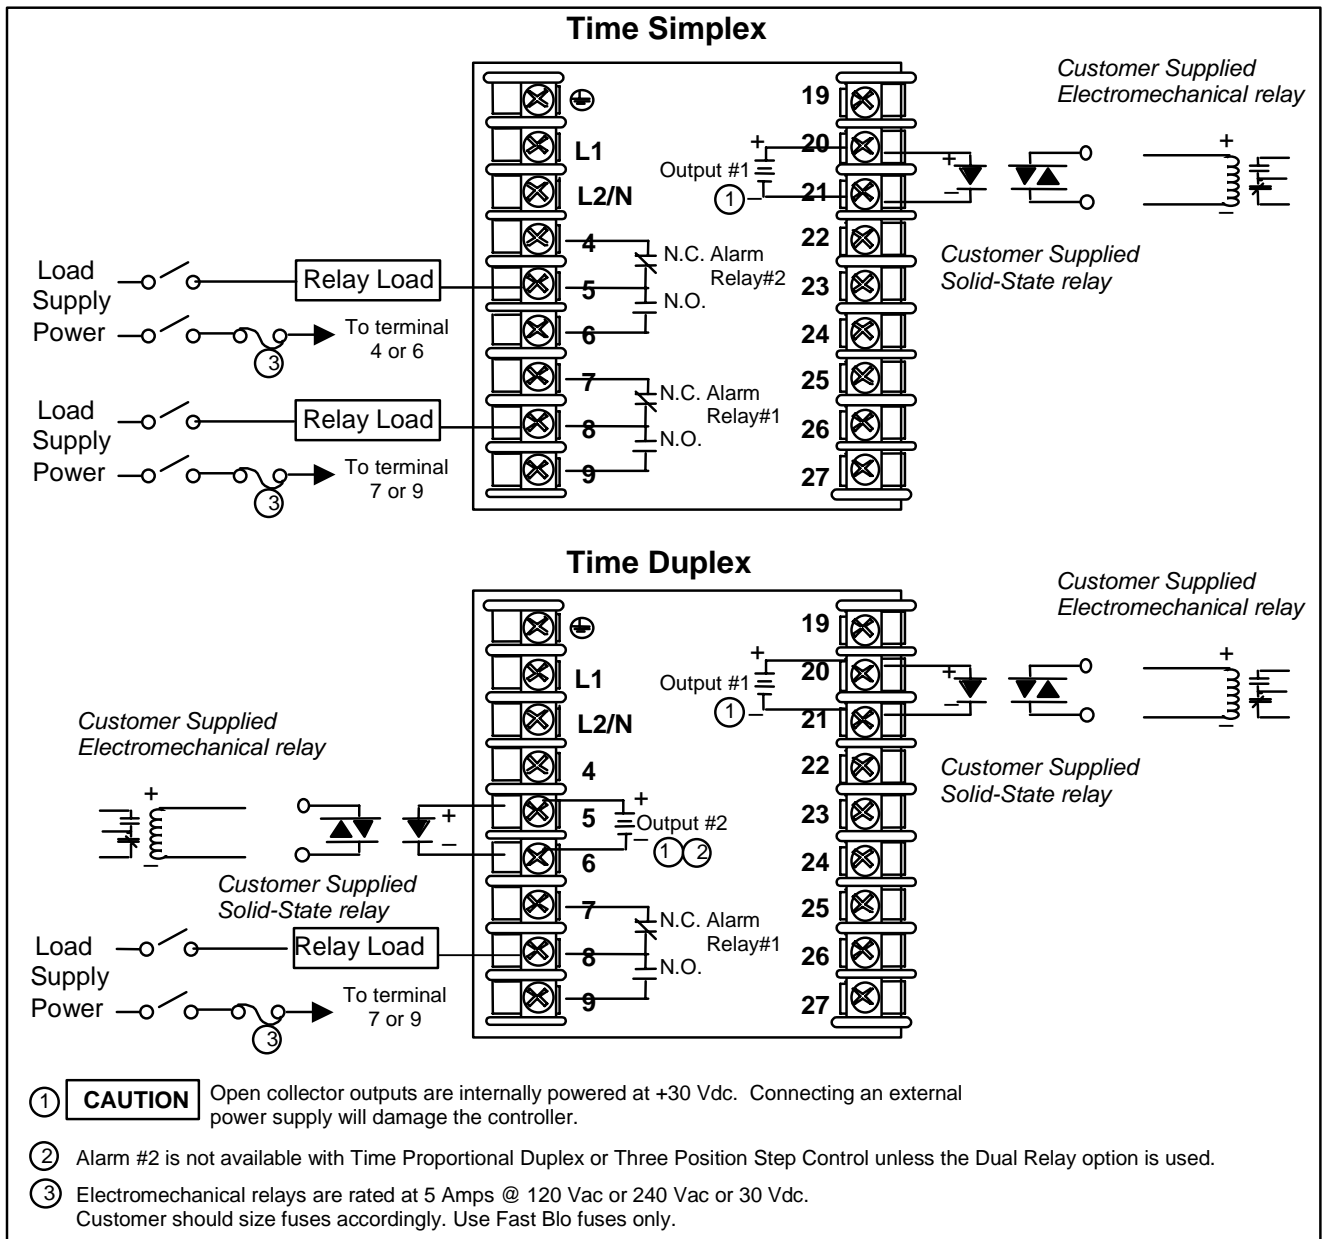 Time Simplex
Customer Supplied
Electromechanical relay
19
L1
+
20
+
+
Output #1
L2/N
1
–
21
–
–
4
N.C. Alarm
Relay#2
22
Customer Supplied
Solid-State relay
Load
Supply
Power
Relay Load
5
N.O.
23
To terminal
4 or 6
3
6
24
7
N.C. Alarm
Relay#1
25
Load
Supply
Power
Relay Load
8
N.O.
26
To terminal
7 or 9
3
9
27
Time Duplex
Customer Supplied
Electromechanical relay
19
L1
+
20
+
+
Output #1
L2/N
1
–
21
–
–
Customer Supplied
Electromechanical relay
4
22
Customer Supplied
Solid-State relay
+
+
5
+
Output #2
23
–
–
6
–
1 2
24
Customer Supplied
Solid-State relay
7
N.C. Alarm
Relay#1
25
Load
Supply
Power
Relay Load
8
N.O.
26
To terminal
7 or 9
3
9
27
1 CAUTION Open collector outputs are internally powered at +30 Vdc. Connecting an external
power supply will damage the controller.
2 Alarm #2 is not available with Time Proportional Duplex or Three Position Step Control unless the Dual Relay option is used.
3 Electromechanical relays are rated at 5 Amps @ 120 Vac or 240 Vac or 30 Vdc.
Customer should size fuses accordingly. Use Fast Blo fuses only.